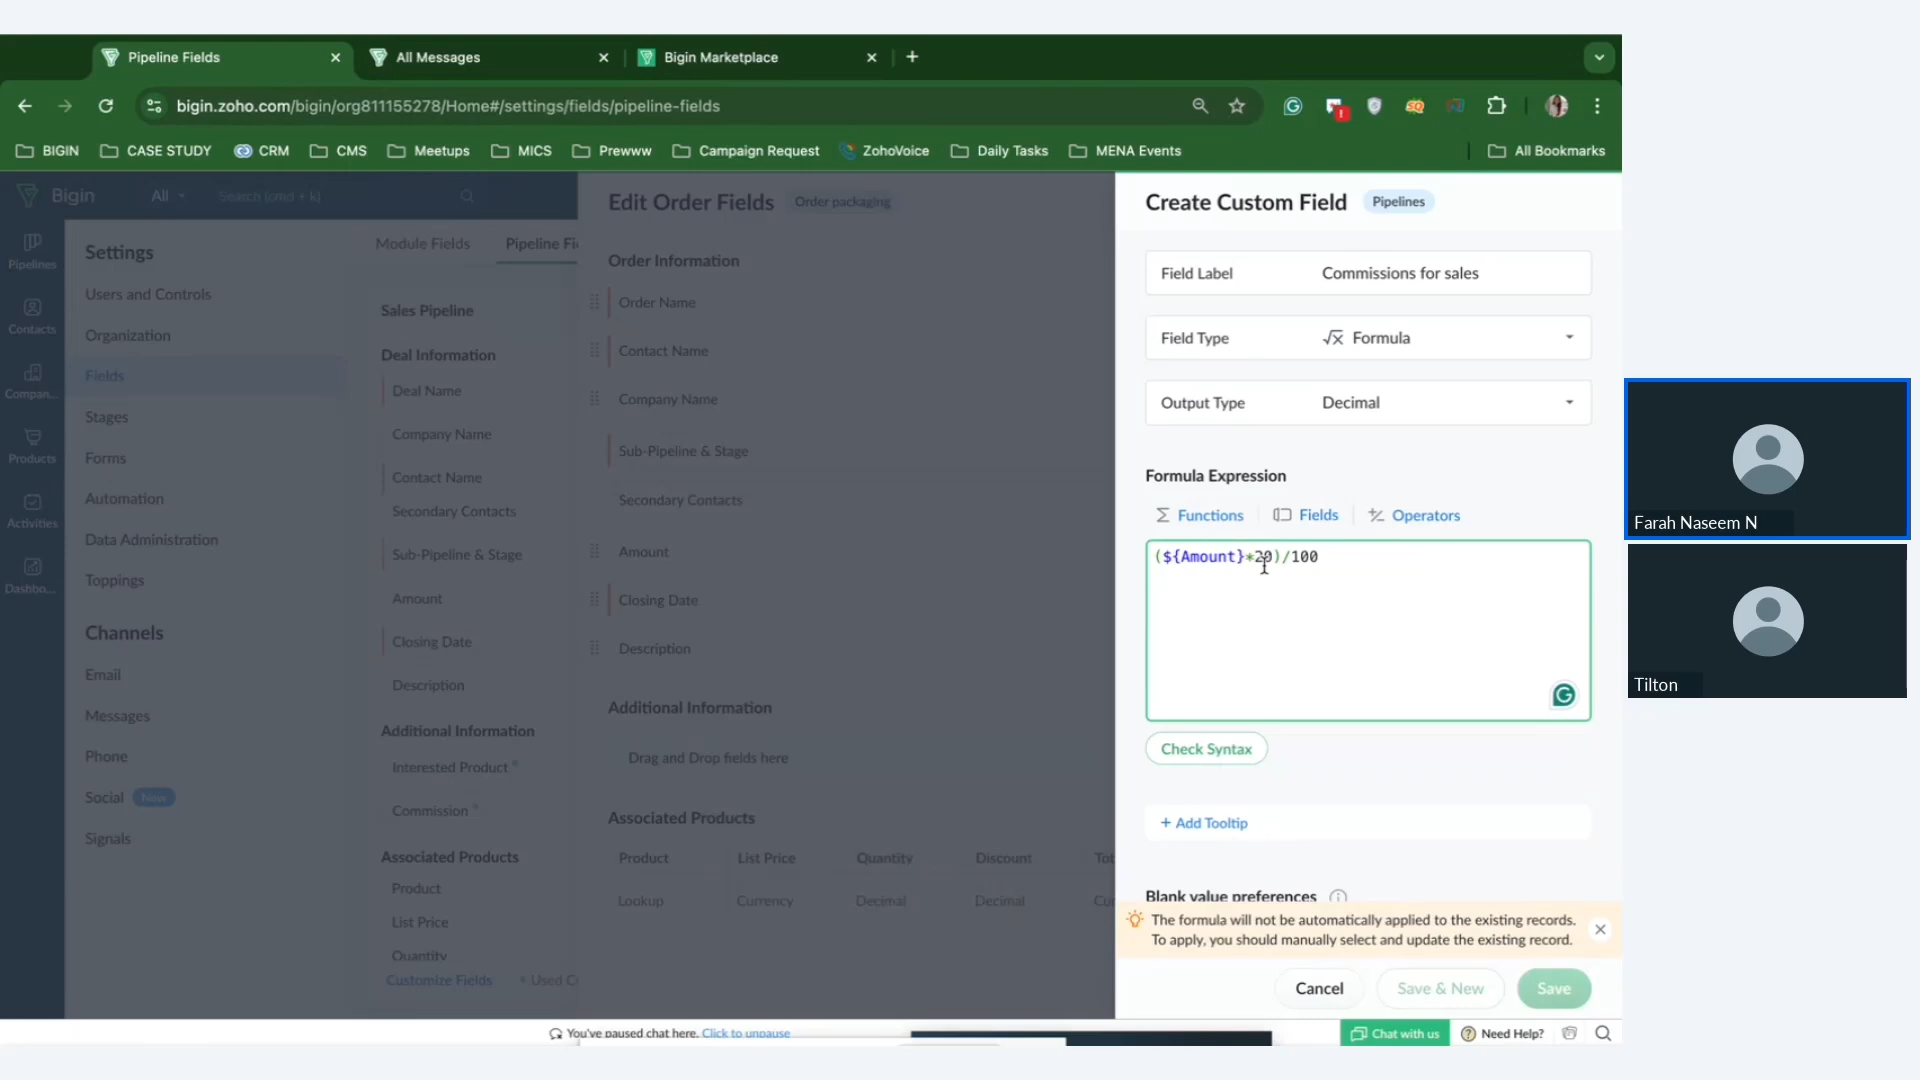 Pipeline Fields
All Messages
Bigin Marketplace
bigin.zoho.com/bigin/org811155278/Home#/settings/fields/pipeline-fields
BIGIN
CASE STUDY
CRM
CMS
Meetups
MICS
Prewww
Campaign Request
ZohoVoice
Daily Tasks
MENA Events
All Bookmarks
Bigin
All
Search (cmd + k)
Pipelines
Contacts
Compan...
Products
Activities
Dashbo...
Settings
Users and Controls
Organization
Fields
Stages
Forms
Automation
Data Administration
Toppings
Channels
Email
Messages
Phone
Social New
Signals
Module Fields
Pipeline Fi
Sales Pipeline
Deal Information
Deal Name
Company Name
Contact Name
Secondary Contacts
Sub-Pipeline & Stage
Amount
Closing Date
Description
Additional Information
Interested Product
Commission
Associated Products
Product
List Price
Quantity
Customize Fields
* Used C
Edit Order Fields
Order packaging
Order Information
Order Name
Contact Name
Company Name
Sub-Pipeline & Stage
Secondary Contacts
Amount
Closing Date
Description
Additional Information
Drag and Drop fields here
Associated Products
Product List Price Quantity Discount Tot
Lookup Currency Decimal Decimal Cur
Create Custom Field Pipelines
Field Label Commissions for sales
Field Type Formula
Output Type Decimal
Formula Expression
Functions Fields Operators
(${Amount}*20)/100
Check Syntax
+ Add Tooltip
Blank value preferences
The formula will not be automatically applied to the existing records.
To apply, you should manually select and update the existing record.
Cancel
Save & New
Save
You've paused chat here. Click to unpause
Chat with us
Need Help?
Farah Naseem N
Tilton